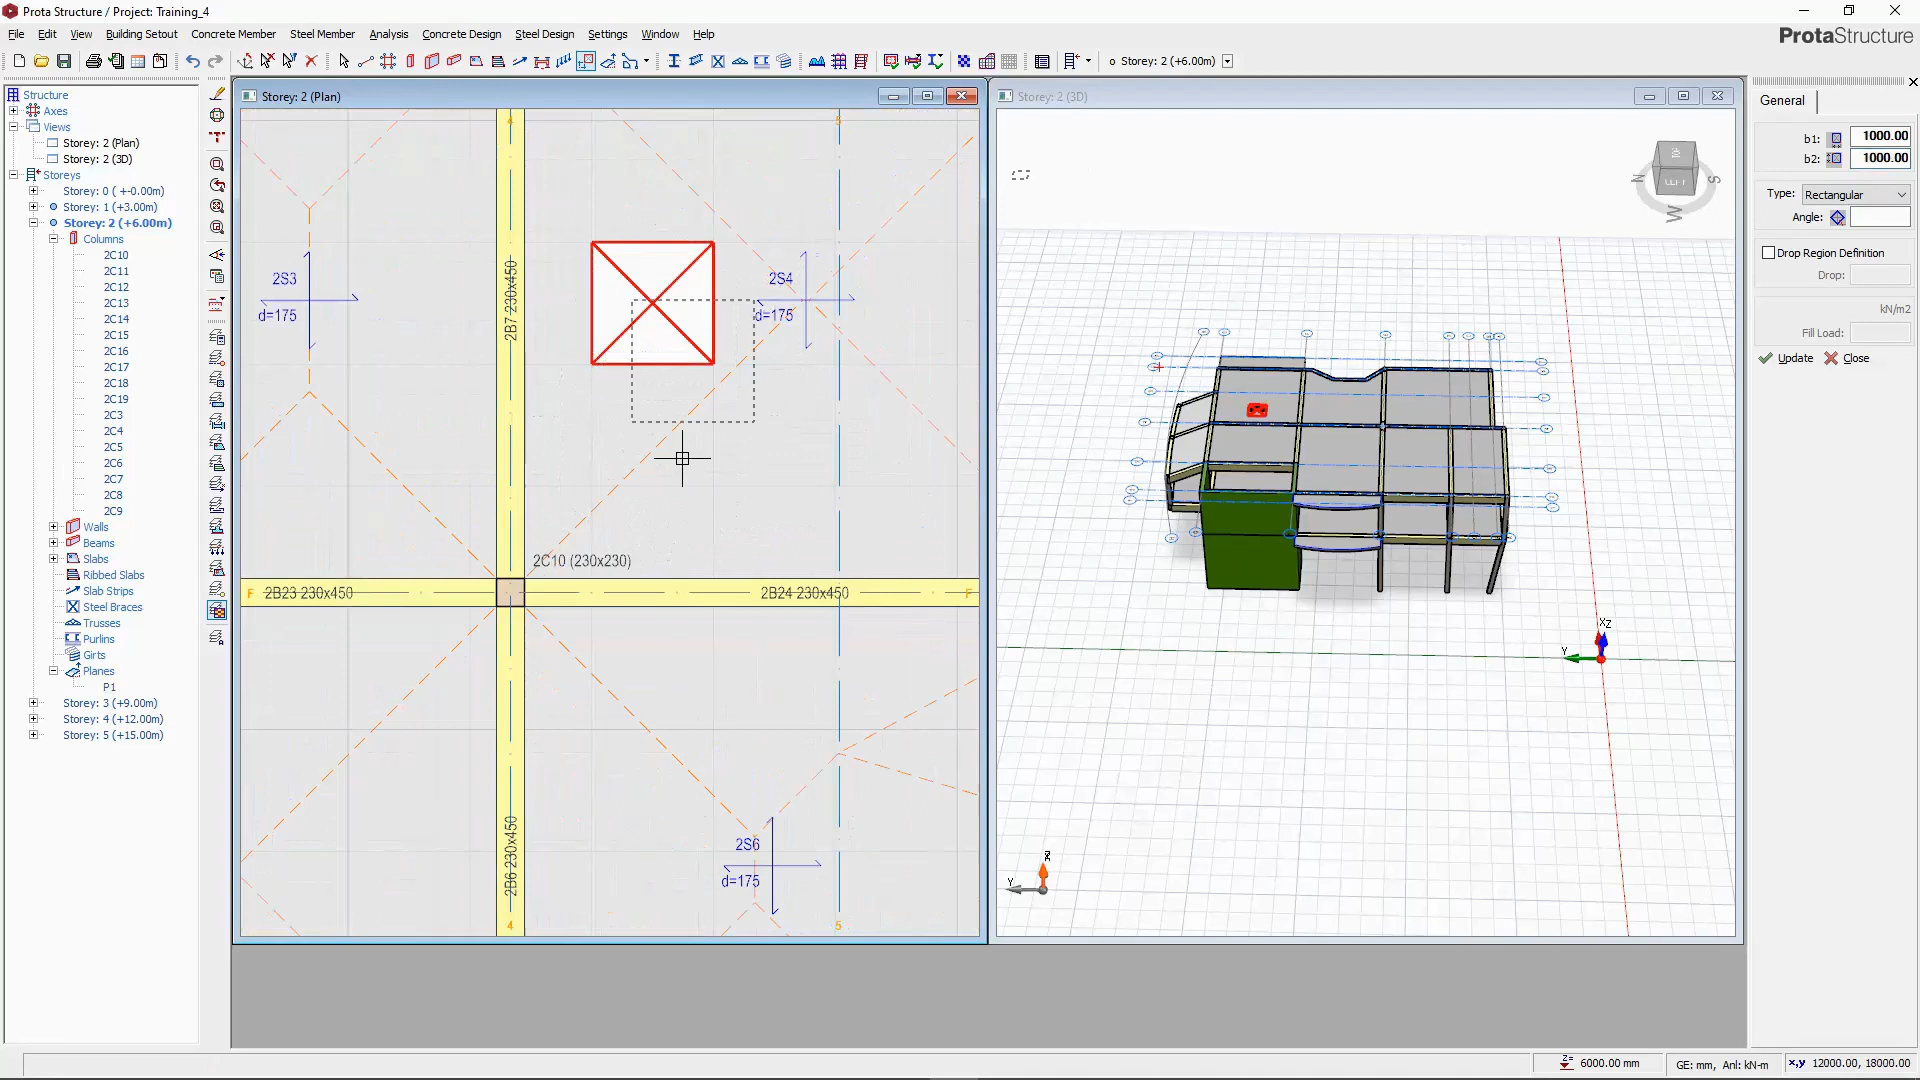 Prota Structure / Project: Training_4
File Edit View Building Setout Concrete Member Steel Member Analysis Concrete Design Steel Design Settings Window Help
ProtaStructure
Storey: 2 (+6.00m)
Structure
Axes
Views
Storey: 2 (Plan)
Storey: 2 (3D)
Storeys
Storey: 0 ( +-0.00m)
Storey: 1 (+3.00m)
Storey: 2 (+6.00m)
Columns
2C10
2C11
2C12
2C13
2C14
2C15
2C16
2C17
2C18
2C19
2C3
2C4
2C5
2C6
2C7
2C8
2C9
Walls
Beams
Slabs
Ribbed Slabs
Slab Strips
Steel Braces
Trusses
Purlins
Girts
Planes
P1
Storey: 3 (+9.00m)
Storey: 4 (+12.00m)
Storey: 5 (+15.00m)
Storey: 2 (Plan)
4
5
2S3
d=175
2B7 230x450
2S4
d=175
2C10 (230x230)
F 2B23 230x450
2B24 230x450 F
2B6 230x450
2S6
d=175
4
5
Storey: 2 (3D)
LEFT
N
S
W
X Z
Y
Y
General
b1: 1000.00
b2: 1000.00
Type: Rectangular
Angle:
Drop Region Definition
Drop:
kN/m2
Fill Load:
Update Close
Z= 6000.00 mm
GE: mm, Anl: kN-m
x,y 12000.00, 18000.00